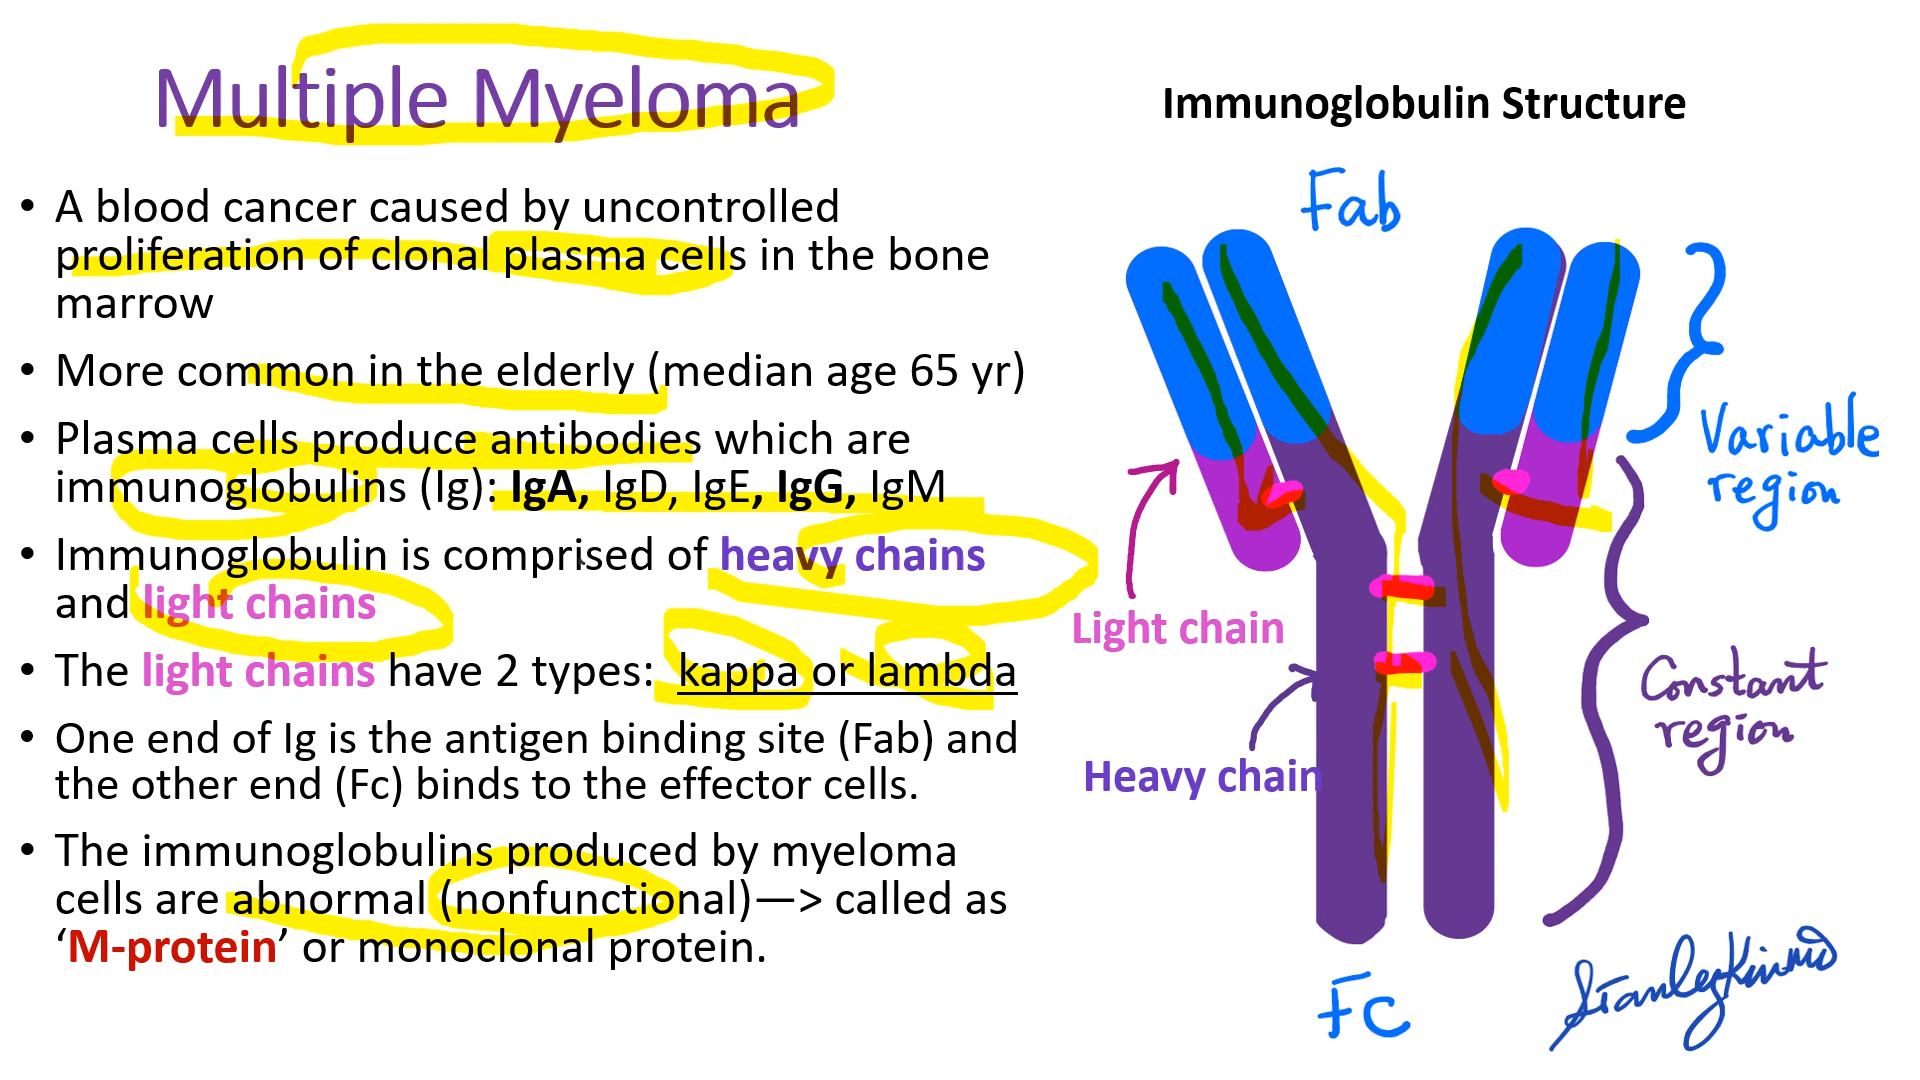 Multiple Myeloma
• A blood cancer caused by uncontrolled
proliferation of clonal plasma cells in the bone
marrow
• More common in the elderly (median age 65 yr)
• Plasma cells produce antibodies which are
immunoglobulins (Ig): IgA, IgD, IgE, IgG, IgM
• Immunoglobulin is comprised of heavy chains
and light chains
• The light chains have 2 types: kappa or lambda
• One end of Ig is the antigen binding site (Fab) and
the other end (Fc) binds to the effector cells.
• The immunoglobulins produced by myeloma
cells are abnormal (nonfunctional)—> called as
‘M-protein’ or monoclonal protein.
Immunoglobulin Structure
Fab
Variable
region
Light chain
Constant
region
Heavy chain
Fc
StanleyKimMD